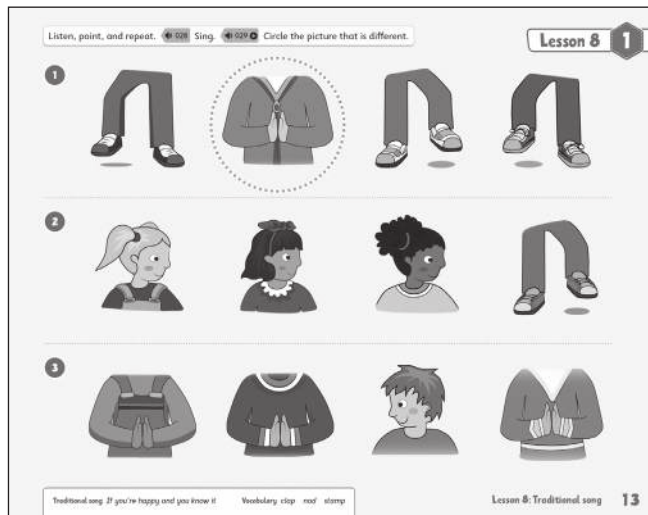 Listen, point, and repeat. 028 Sing. 029 Circle the picture that is different.
Lesson 8 1
1
2
3
Traditional song If you're happy and you know it Vocabulary clap nod stamp
Lesson 8: Traditional song 13